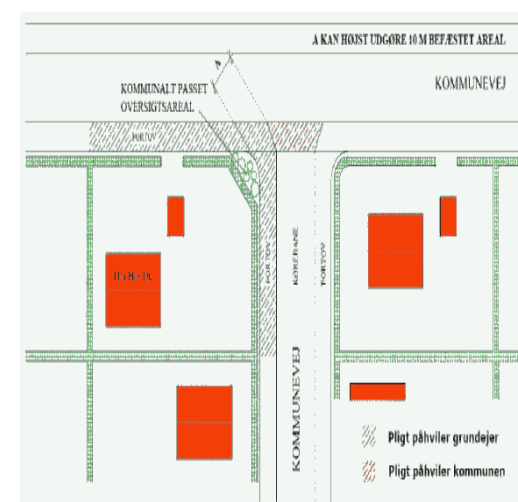 A KAN HØJST UDGØRE 10 M BEFÆSTET AREAL
A
KOMMUNEVEJ
KOMMUNALT PASSET
OVERSIGTSAREAL
FORTOV
FORTOV
KØREBANE
FORTOV
KOMMUNEVEJ
Pligt påhviler grundejer
Pligt påhviler kommunen